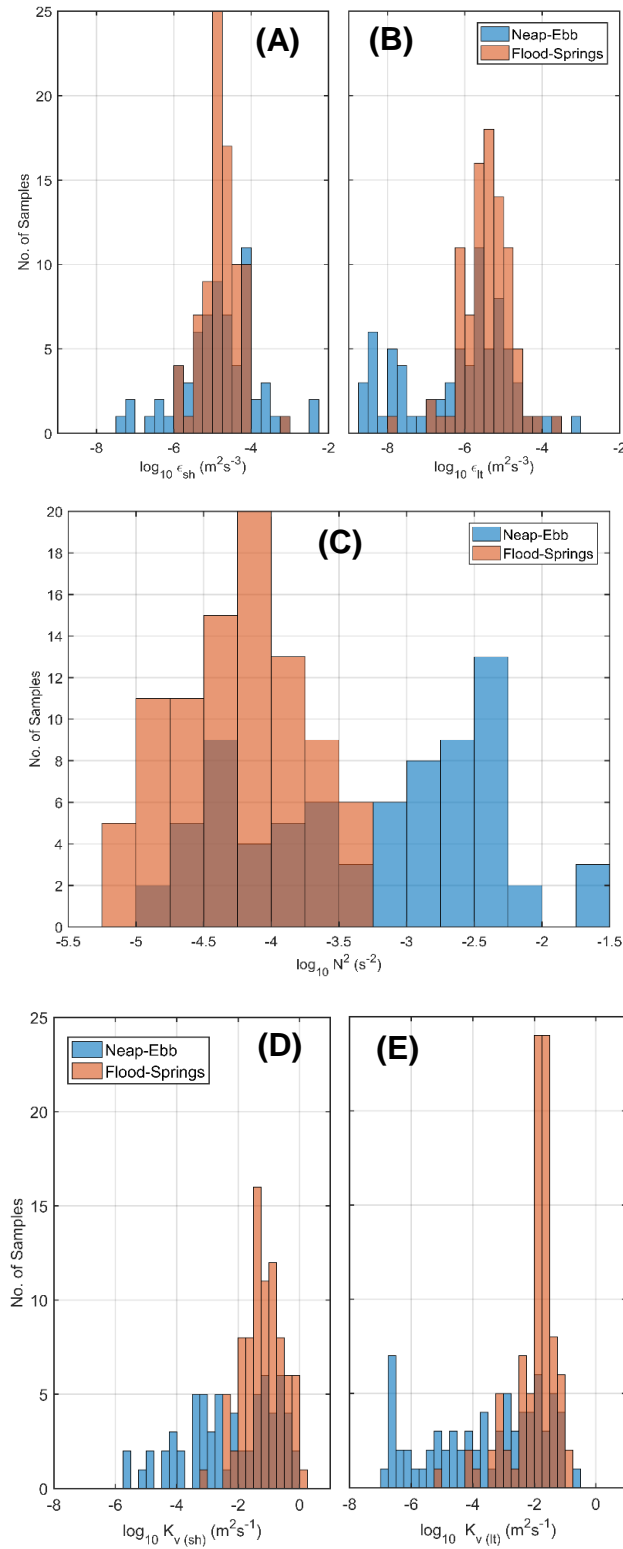 (A)
(B)
Neap-Ebb
Flood-Springs
25
20
15
10
5
0
No. of Samples
-8
-6
-4
-2
log₁₀ ϵsh (m²s⁻³)
-8
-6
-4
-2
log₁₀ ϵlt (m²s⁻³)
(C)
Neap-Ebb
Flood-Springs
20
18
16
14
12
10
8
6
4
2
0
No. of Samples
-5.5
-5
-4.5
-4
-3.5
-3
-2.5
-2
-1.5
log₁₀ N² (s⁻²)
Neap-Ebb
Flood-Springs
(D)
(E)
25
20
15
10
5
0
No. of Samples
-8
-6
-4
-2
0
log₁₀ Kv (sh) (m²s⁻¹)
-8
-6
-4
-2
0
log₁₀ Kv (lt) (m²s⁻¹)